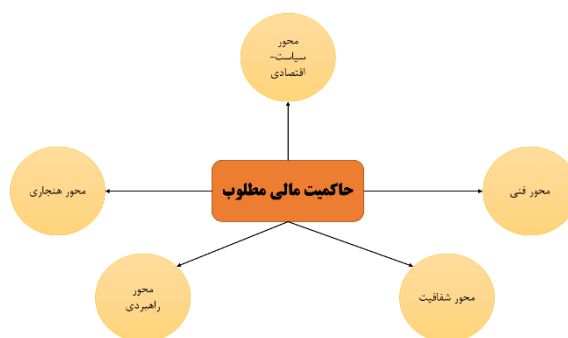 محور
سیاست-
اقتصادی
حاکمیت مالی مطلوب
محور فنی
محور هنجاری
محور شفافیت
محور
راهبردی